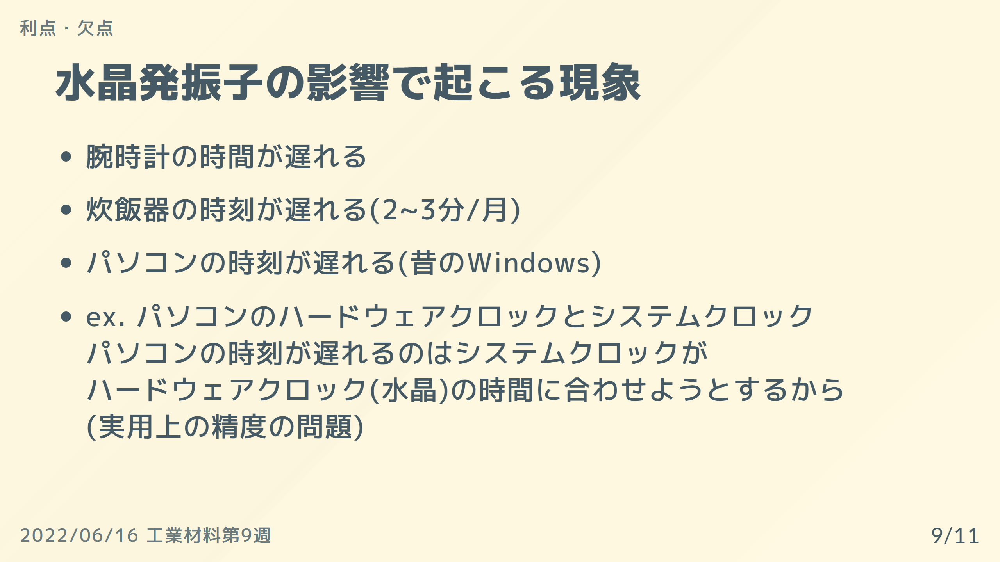 利点・欠点
水晶発振子の影響で起こる現象
• 腕時計の時間が遅れる
• 炊飯器の時刻が遅れる(2~3分/月)
• パソコンの時刻が遅れる(昔のWindows)
• ex. パソコンのハードウェアクロックとシステムクロック
パソコンの時刻が遅れるのはシステムクロックが
ハードウェアクロック(水晶)の時間に合わせようとするから
(実用上の精度の問題)
2022/06/16 工業材料第9週
9/11